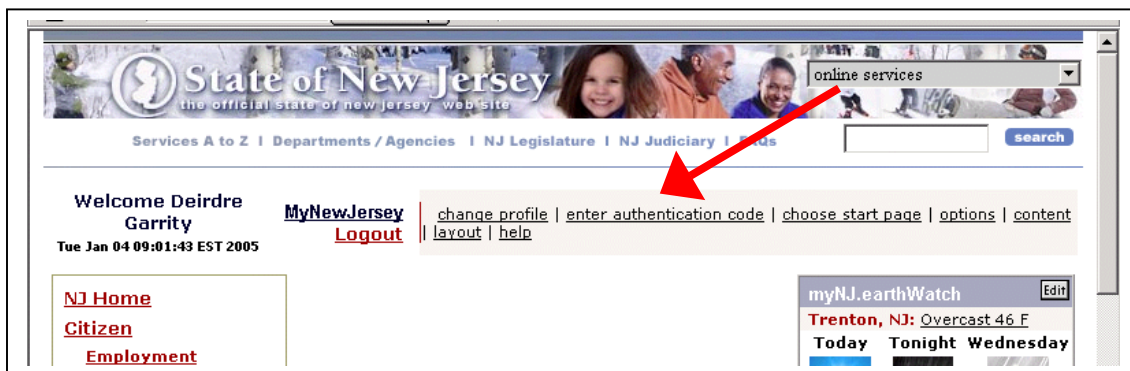 State of New Jersey
the official state of new jersey web site
online services
Services A to Z | Departments / Agencies | NJ Legislature | NJ Judiciary | FAQs
search
Welcome Deirdre
Garrity
Tue Jan 04 09:01:43 EST 2005
MyNewJersey
Logout
change profile | enter authentication code | choose start page | options | content
| layout | help
NJ Home
Citizen
Employment
myNJ.earthWatch
Edit
Trenton, NJ: Overcast 46 F
Today Tonight Wednesday